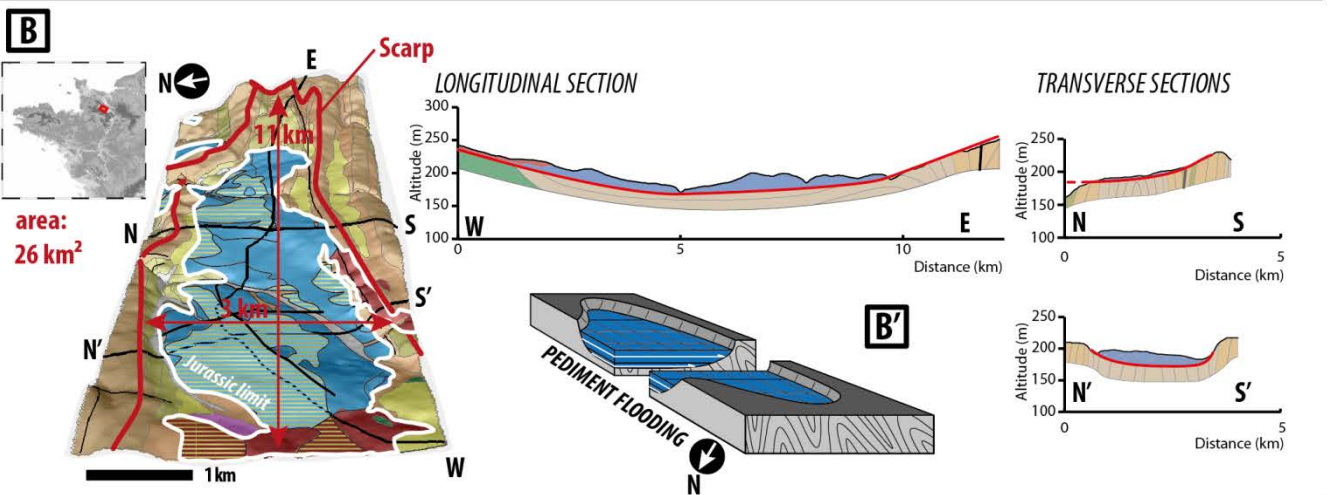 B
N
E
Scarp
11 km
area:
26 km²
N
S
3 km
S'
N'
Jurassic limit
W
1 km
LONGITUDINAL SECTION
Altitude (m)
300
250
200
150
100
W
E
0
5
10
Distance (km)
PEDIMENT FLOODING
N
B'
TRANSVERSE SECTIONS
Altitude (m)
250
200
150
100
N
S
0
5
Distance (km)
Altitude (m)
250
200
150
100
N'
S'
0
5
Distance (km)